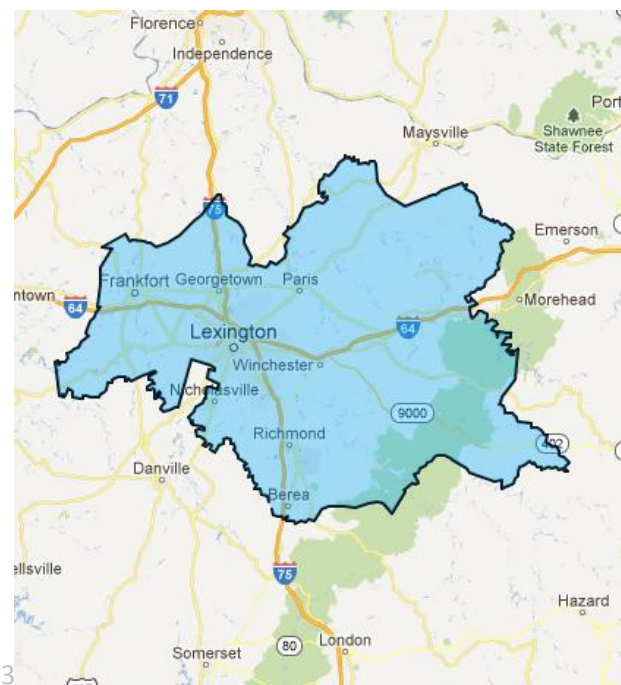 Florence
Independence
71
Port
Maysville
Shawnee
State Forest
75
Emerson
Frankfort
Georgetown
Paris
ntown
64
Morehead
Lexington
64
Winchester
Nicholasville
9000
Richmond
402
Danville
Berea
ellsville
75
Hazard
80
London
Somerset
3